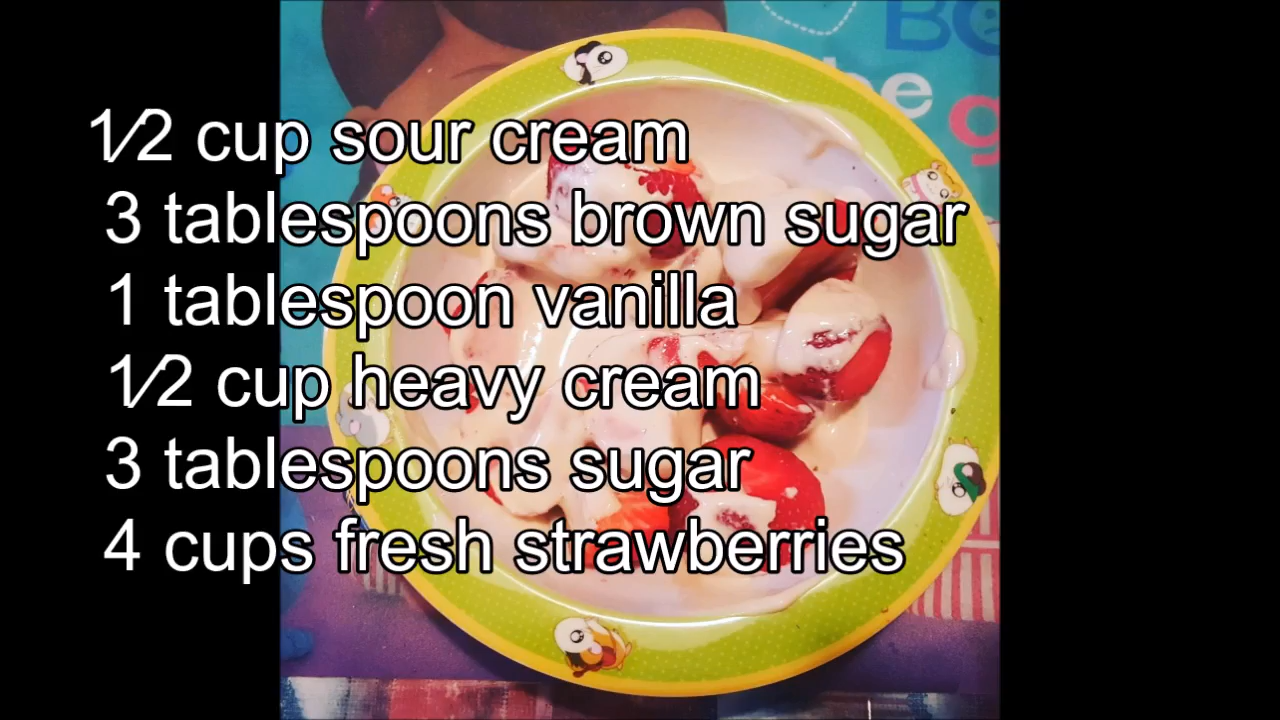 1⁄2 cup sour cream
3 tablespoons brown sugar
1 tablespoon vanilla
1⁄2 cup heavy cream
3 tablespoons sugar
4 cups fresh strawberries
be g